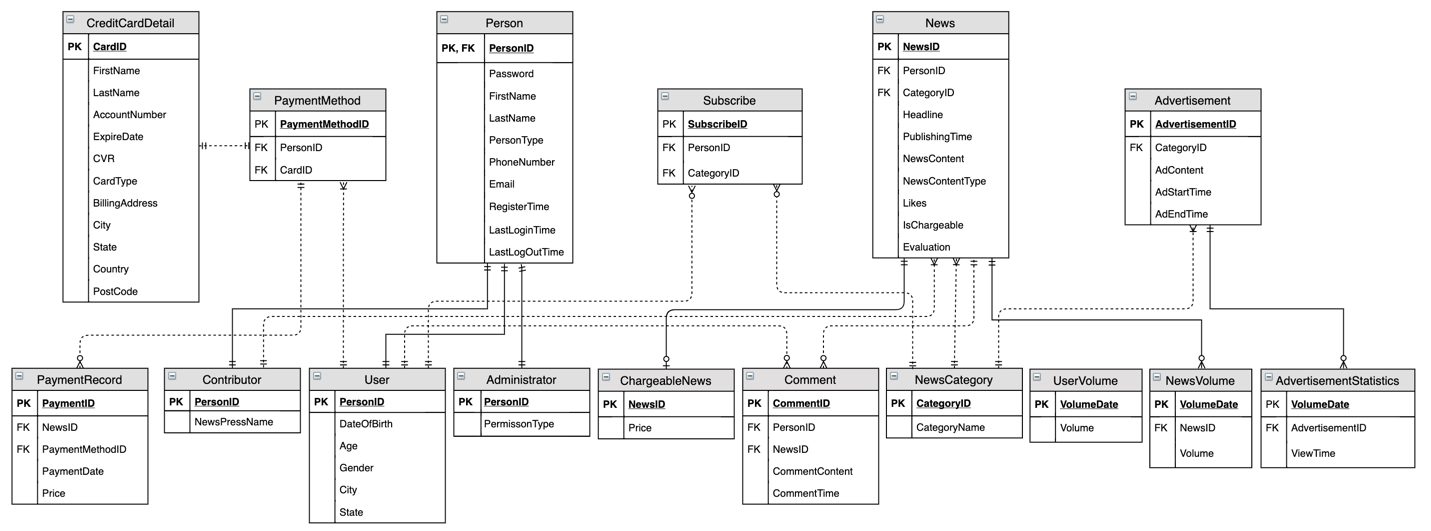 CreditCardDetail
PK CardID
FirstName
LastName
AccountNumber
ExpireDate
CVR
CardType
BillingAddress
City
State
Country
PostCode
PaymentMethod
PK PaymentMethodID
FK PersonID
FK CardID
Person
PK, FK PersonID
Password
FirstName
LastName
PersonType
PhoneNumber
Email
RegisterTime
LastLoginTime
LastLogOutTime
Subscribe
PK SubscribeID
FK PersonID
FK CategoryID
News
PK NewsID
FK PersonID
FK CategoryID
Headline
PublishingTime
NewsContent
NewsContentType
Likes
IsChargeable
Evaluation
Advertisement
PK AdvertisementID
FK CategoryID
AdContent
AdStartTime
AdEndTime
PaymentRecord
PK PaymentID
FK NewsID
FK PaymentMethodID
PaymentDate
Price
Contributor
PK PersonID
NewsPressName
User
PK PersonID
DateOfBirth
Age
Gender
City
State
Administrator
PK PersonID
PermissonType
ChargeableNews
PK NewsID
Price
Comment
PK CommentID
FK PersonID
FK NewsID
CommentContent
CommentTime
NewsCategory
PK CategoryID
CategoryName
UserVolume
PK VolumeDate
Volume
NewsVolume
PK VolumeDate
FK NewsID
Volume
AdvertisementStatistics
PK VolumeDate
FK AdvertisementID
ViewTime